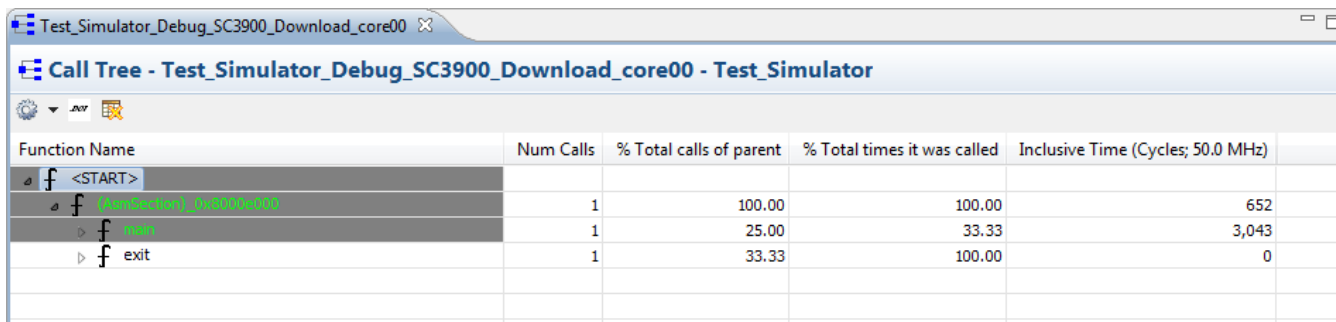 Test_Simulator_Debug_SC3900_Download_core00
Call Tree - Test_Simulator_Debug_SC3900_Download_core00 - Test_Simulator
.DOT
Function Name Num Calls % Total calls of parent % Total times it was called Inclusive Time (Cycles; 50.0 MHz)
<START>
(AsmSection)_0x8000e000 1 100.00 100.00 652
main 1 25.00 33.33 3,043
exit 1 33.33 100.00 0